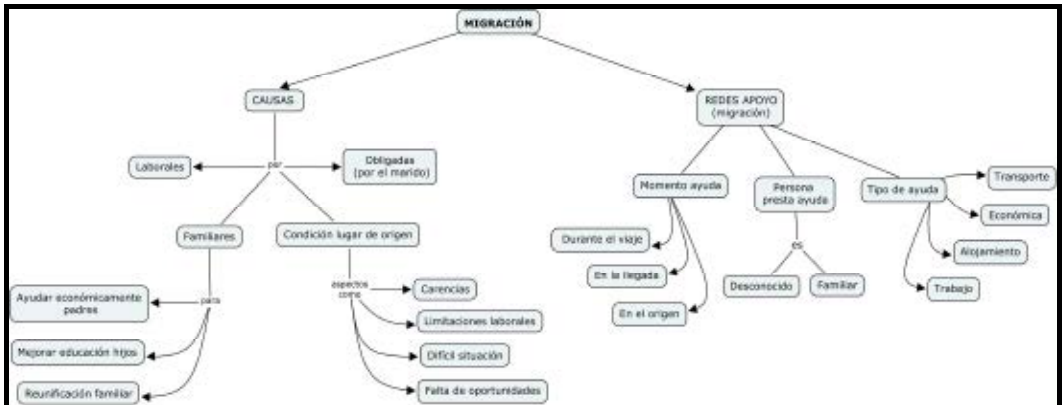 MIGRACIÓN
CAUSAS
REDES APOYO
(migración)
Laborales
por
Obligadas
(por el marido)
Momento ayuda
Persona
presta ayuda
Tipo de ayuda
Transporte
Económica
Alojamiento
Trabajo
Familiares
Condición lugar de origen
Durante el viaje
En la llegada
En el origen
es
Desconocido
Familiar
para
Ayudar económicamente
padres
Mejorar educación hijos
Reunificación familiar
aspectos
como
Carencias
Limitaciones laborales
Difícil situación
Falta de oportunidades